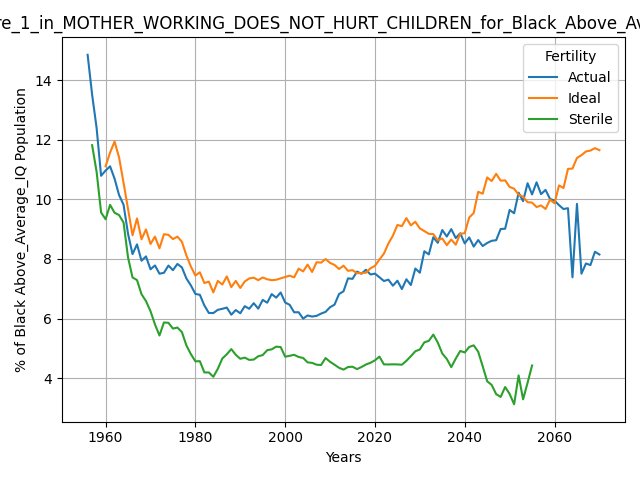 re_1_in_MOTHER_WORKING_DOES_NOT_HURT_CHILDREN_for_Black_Above_Av
Fertility
Actual
Ideal
Sterile
% of Black Above_Average_IQ Population
14
12
10
8
6
4
1960 1980 2000 2020 2040 2060
Years